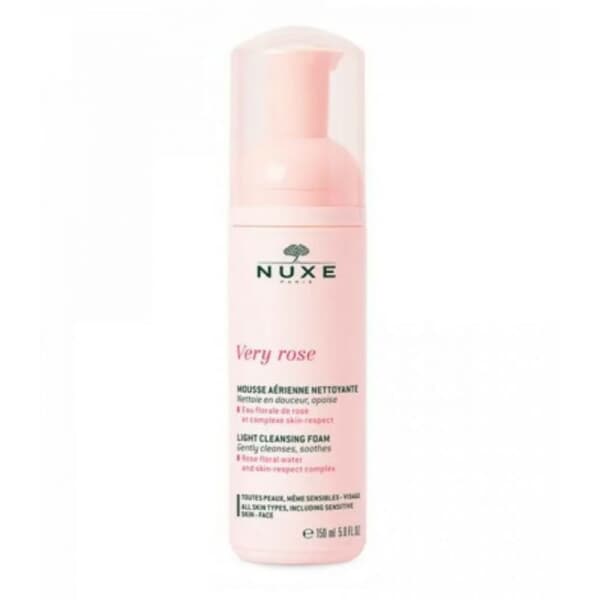 NUXE
PARIS
Very rose
MOUSSE AÉRIENNE NETTOYANTE
Nettoie en douceur, apaise
Eau florale de rose
et complexe skin-respect
LIGHT CLEANSING FOAM
Gently cleanses, soothes
Rose floral water
and skin-respect complex
TOUTES PEAUX, MÊME SENSIBLES - VISAGE
ALL SKIN TYPES, INCLUDING SENSITIVE
SKIN - FACE
℮ 150 ml 5.0 FL.OZ.